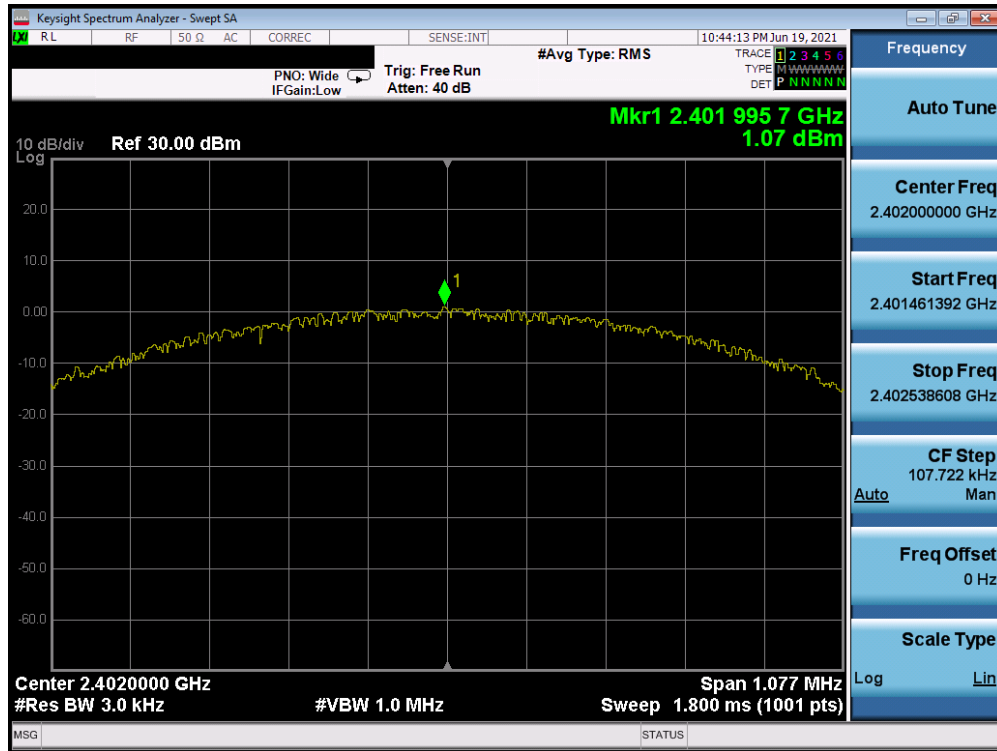 Keysight Spectrum Analyzer - Swept SA
LXI RL RF 50 Ω AC CORREC SENSE:INT 10:44:13 PM Jun 19, 2021
#Avg Type: RMS
TRACE 1 2 3 4 5 6
TYPE M W W W W W
DET P N N N N N
PNO: Wide Trig: Free Run
IFGain:Low Atten: 40 dB
Mkr1 2.401 995 7 GHz
1.07 dBm
10 dB/div Ref 30.00 dBm
Log
20.0
10.0
1
0.00
-10.0
-20.0
-30.0
-40.0
-50.0
-60.0
Center 2.4020000 GHz Span 1.077 MHz
#Res BW 3.0 kHz #VBW 1.0 MHz Sweep 1.800 ms (1001 pts)
MSG STATUS
Frequency
Auto Tune
Center Freq
2.402000000 GHz
Start Freq
2.401461392 GHz
Stop Freq
2.402538608 GHz
CF Step
107.722 kHz
Auto Man
Freq Offset
0 Hz
Scale Type
Log Lin